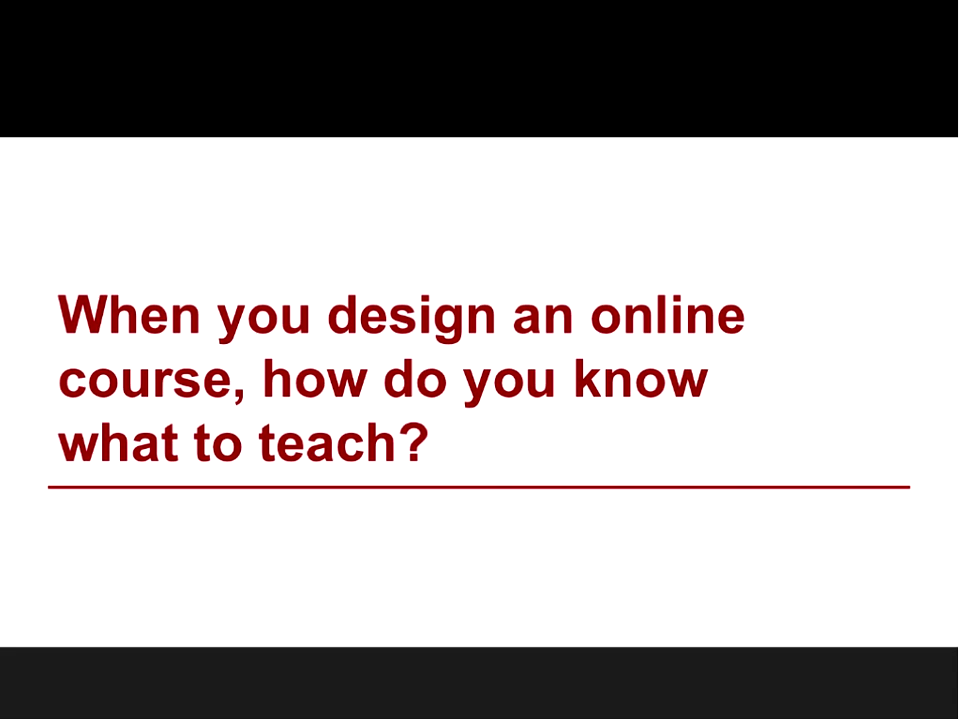 When you design an online
course, how do you know
what to teach?